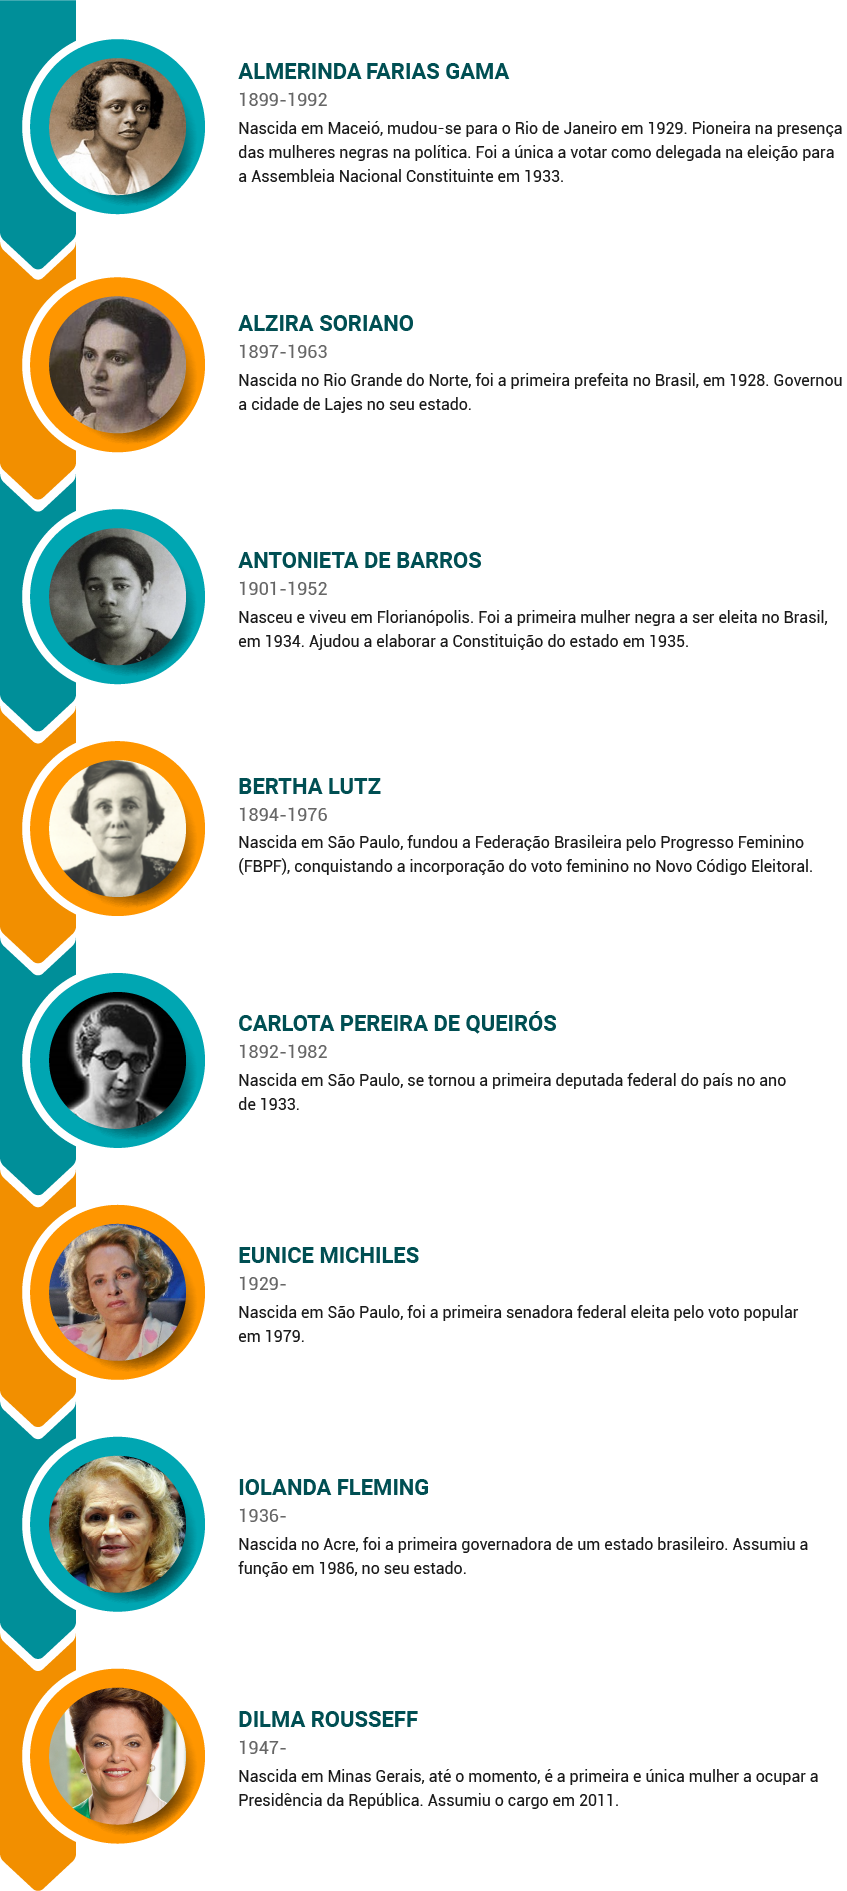 ALMERINDA FARIAS GAMA
1899-1992
Nascida em Maceió, mudou-se para o Rio de Janeiro em 1929. Pioneira na presença
das mulheres negras na política. Foi a única a votar como delegada na eleição para
a Assembleia Nacional Constituinte em 1933.
ALZIRA SORIANO
1897-1963
Nascida no Rio Grande do Norte, foi a primeira prefeita no Brasil, em 1928. Governou
a cidade de Lajes no seu estado.
ANTONIETA DE BARROS
1901-1952
Nasceu e viveu em Florianópolis. Foi a primeira mulher negra a ser eleita no Brasil,
em 1934. Ajudou a elaborar a Constituição do estado em 1935.
BERTHA LUTZ
1894-1976
Nascida em São Paulo, fundou a Federação Brasileira pelo Progresso Feminino
(FBPF), conquistando a incorporação do voto feminino no Novo Código Eleitoral.
CARLOTA PEREIRA DE QUEIRÓS
1892-1982
Nascida em São Paulo, se tornou a primeira deputada federal do país no ano
de 1933.
EUNICE MICHILES
1929-
Nascida em São Paulo, foi a primeira senadora federal eleita pelo voto popular
em 1979.
IOLANDA FLEMING
1936-
Nascida no Acre, foi a primeira governadora de um estado brasileiro. Assumiu a
função em 1986, no seu estado.
DILMA ROUSSEFF
1947-
Nascida em Minas Gerais, até o momento, é a primeira e única mulher a ocupar a
Presidência da República. Assumiu o cargo em 2011.